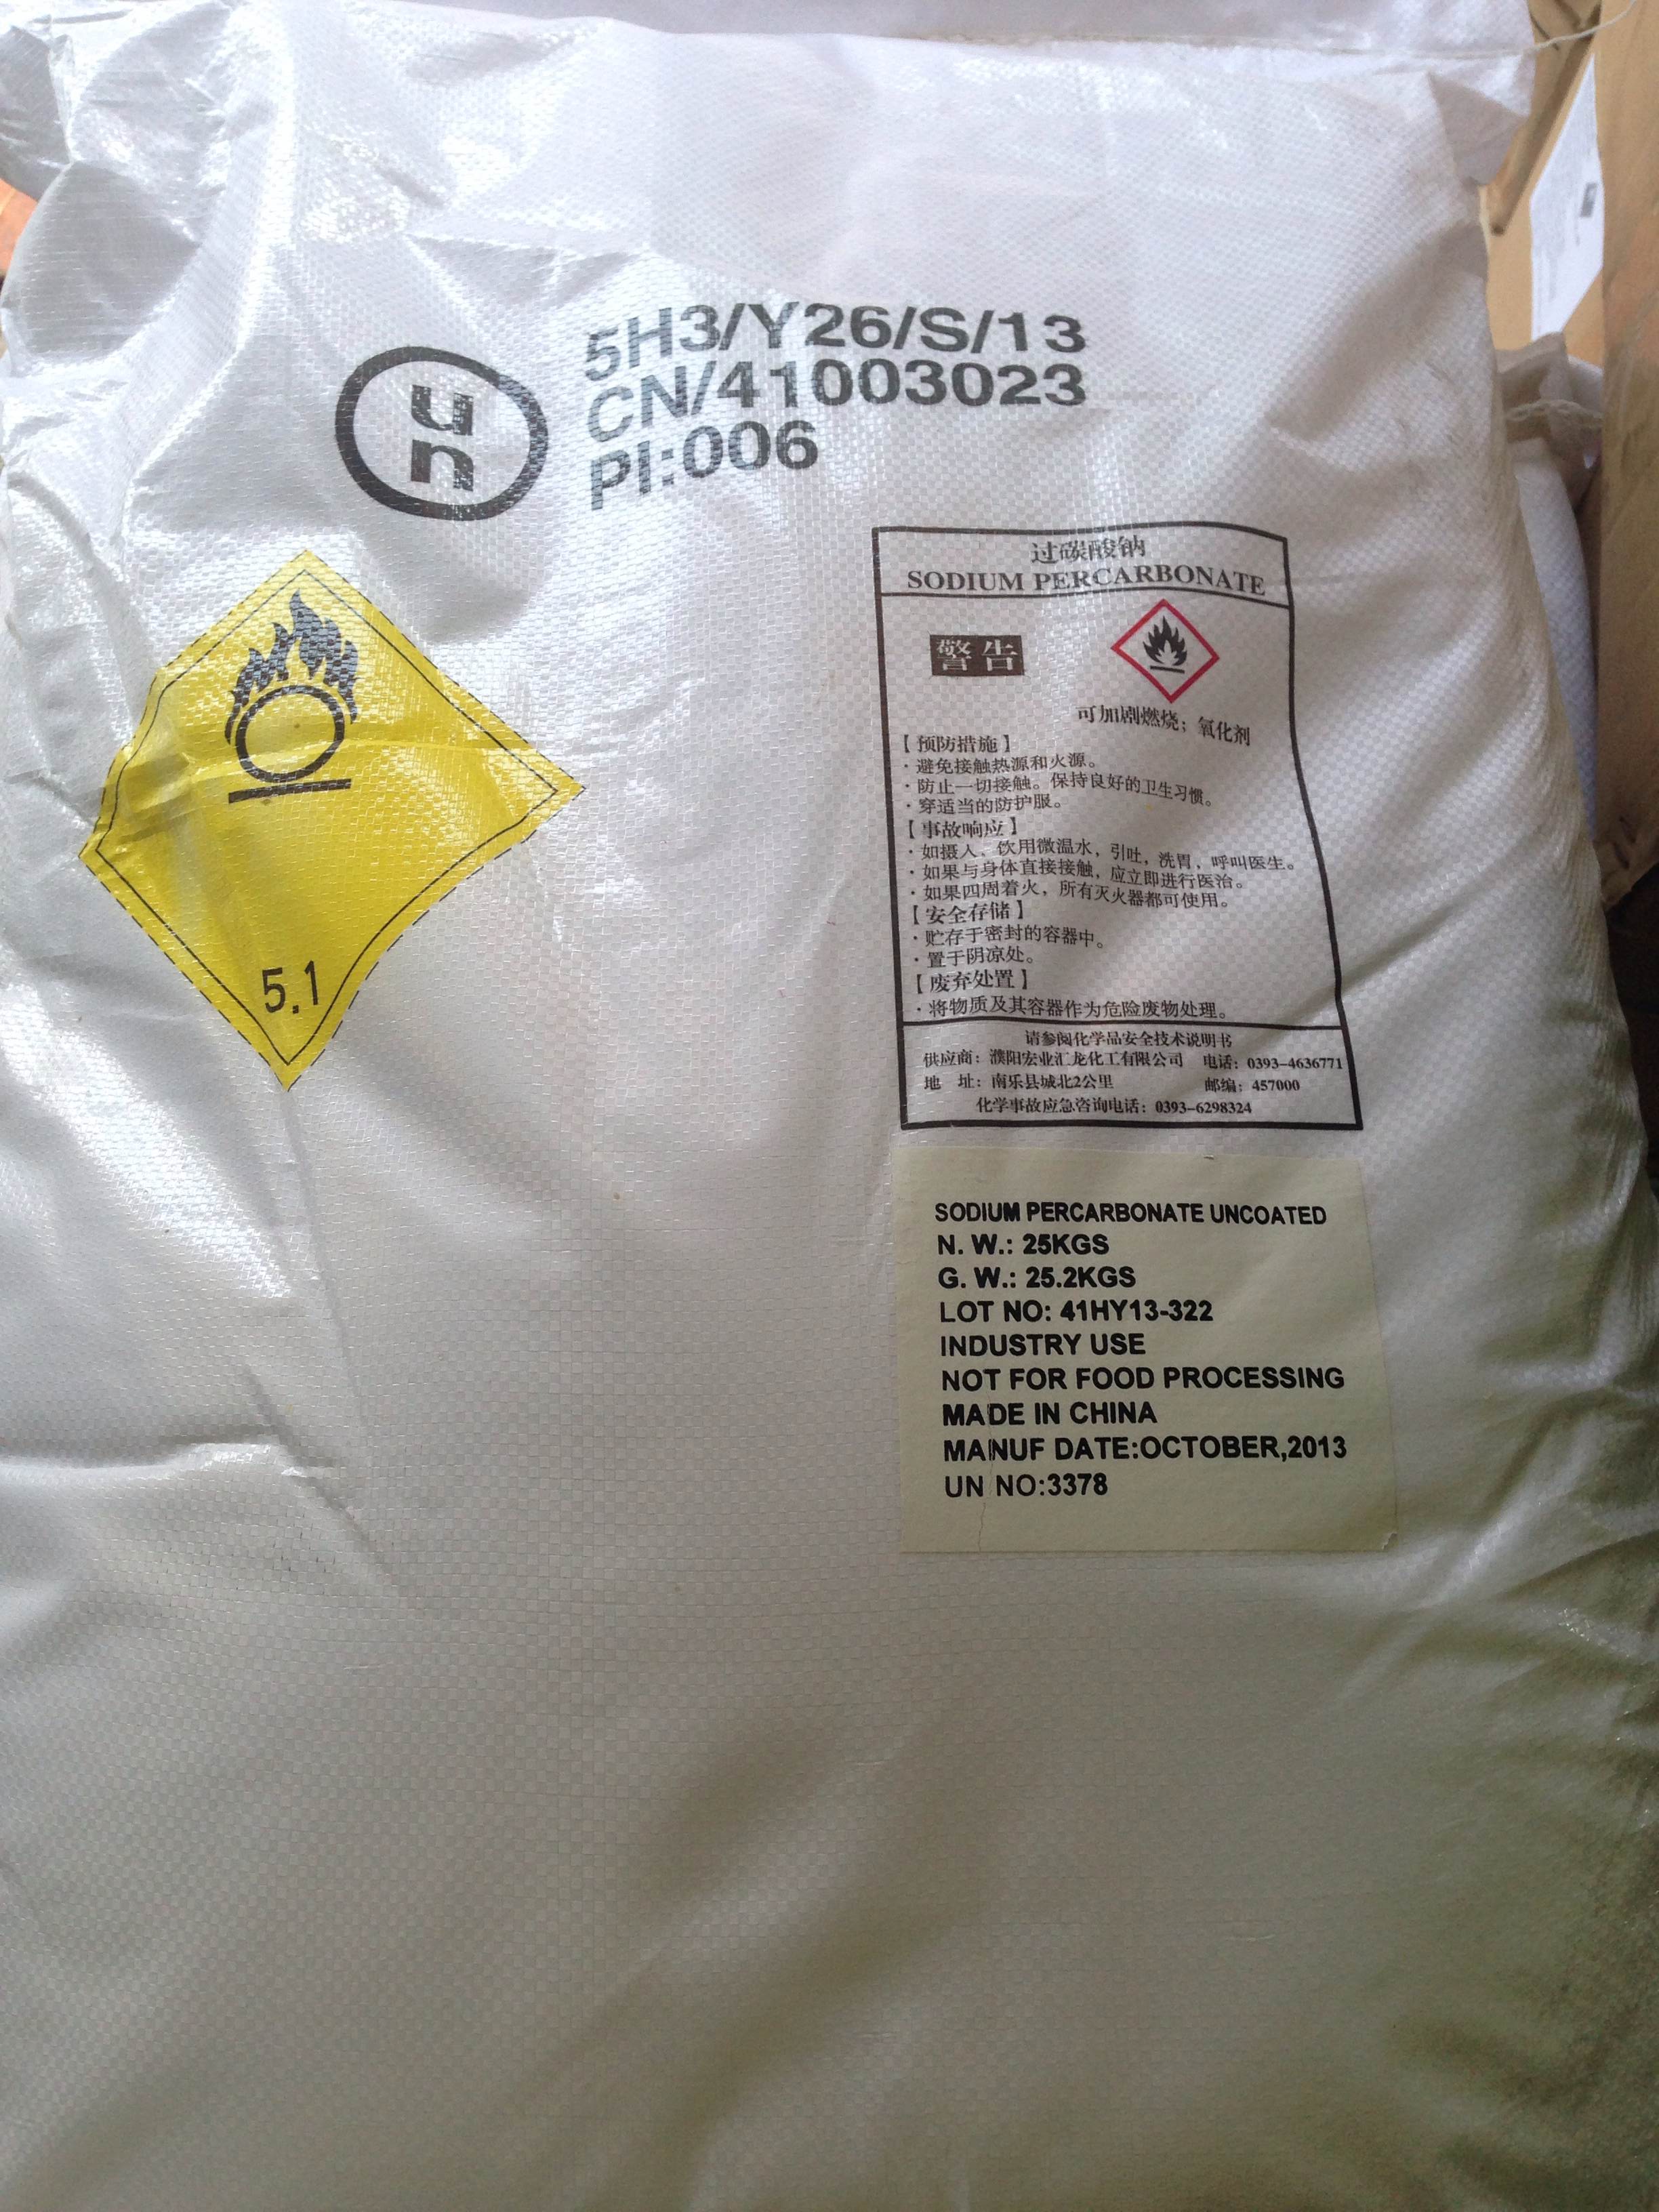 un
5H3/Y26/S/13
CN/41003023
PI:006
5.1
过碳酸钠
SODIUM PERCARBONATE
警告
可加剧燃烧；氧化剂
【预防措施】
·避免接触热源和火源。
·防止一切接触。保持良好的卫生习惯。
·穿适当的防护服。
【事故响应】
·如摄入、饮用微温水，引吐，洗胃，呼叫医生。
·如果与身体直接接触，应立即进行医治。
·如果四周着火，所有灭火器都可使用。
【安全存储】
·贮存于密封的容器中。
·置于阴凉处。
【废弃处置】
·将物质及其容器作为危险废物处理。
请参阅化学品安全技术说明书
供应商：濮阳宏业汇龙化工有限公司 电话：0393-4636771
地 址：南乐县城北2公里 邮编：457000
化学事故应急咨询电话：0393-6298324
SODIUM PERCARBONATE UNCOATED
N. W.: 25KGS
G. W.: 25.2KGS
LOT NO: 41HY13-322
INDUSTRY USE
NOT FOR FOOD PROCESSING
MADE IN CHINA
MANUF DATE:OCTOBER,2013
UN NO:3378